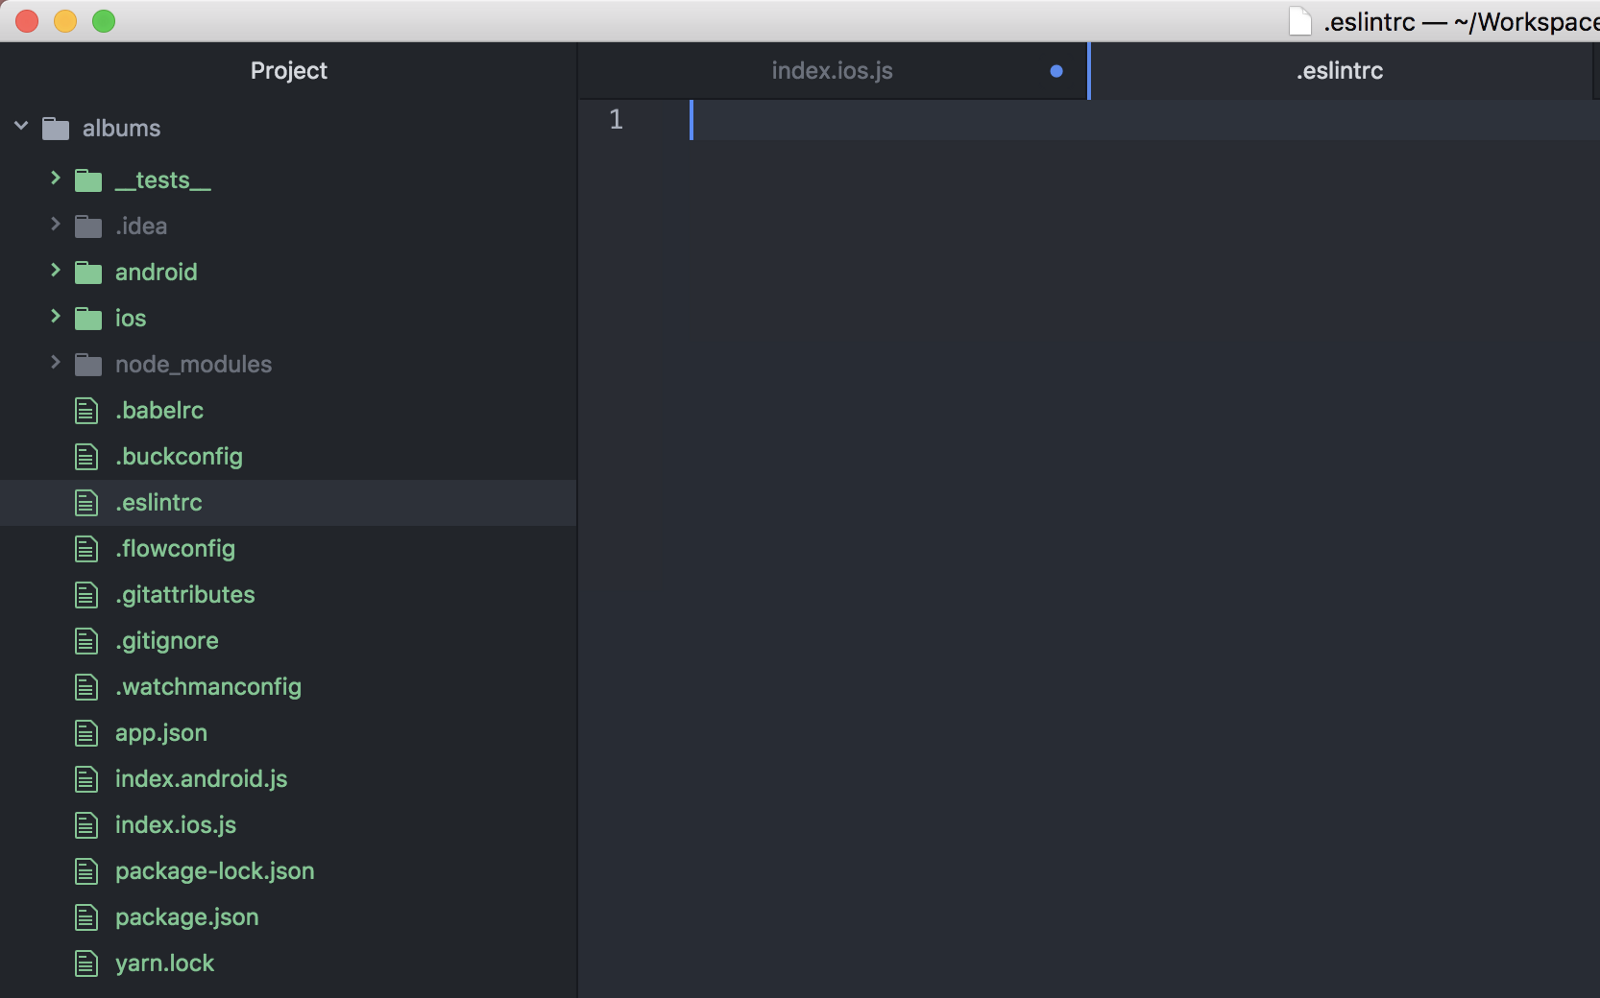 .eslintrc — ~/Workspace
Project
index.ios.js
.eslintrc
albums
__tests__
.idea
android
ios
node_modules
.babelrc
.buckconfig
.eslintrc
.flowconfig
.gitattributes
.gitignore
.watchmanconfig
app.json
index.android.js
index.ios.js
package-lock.json
package.json
yarn.lock
1